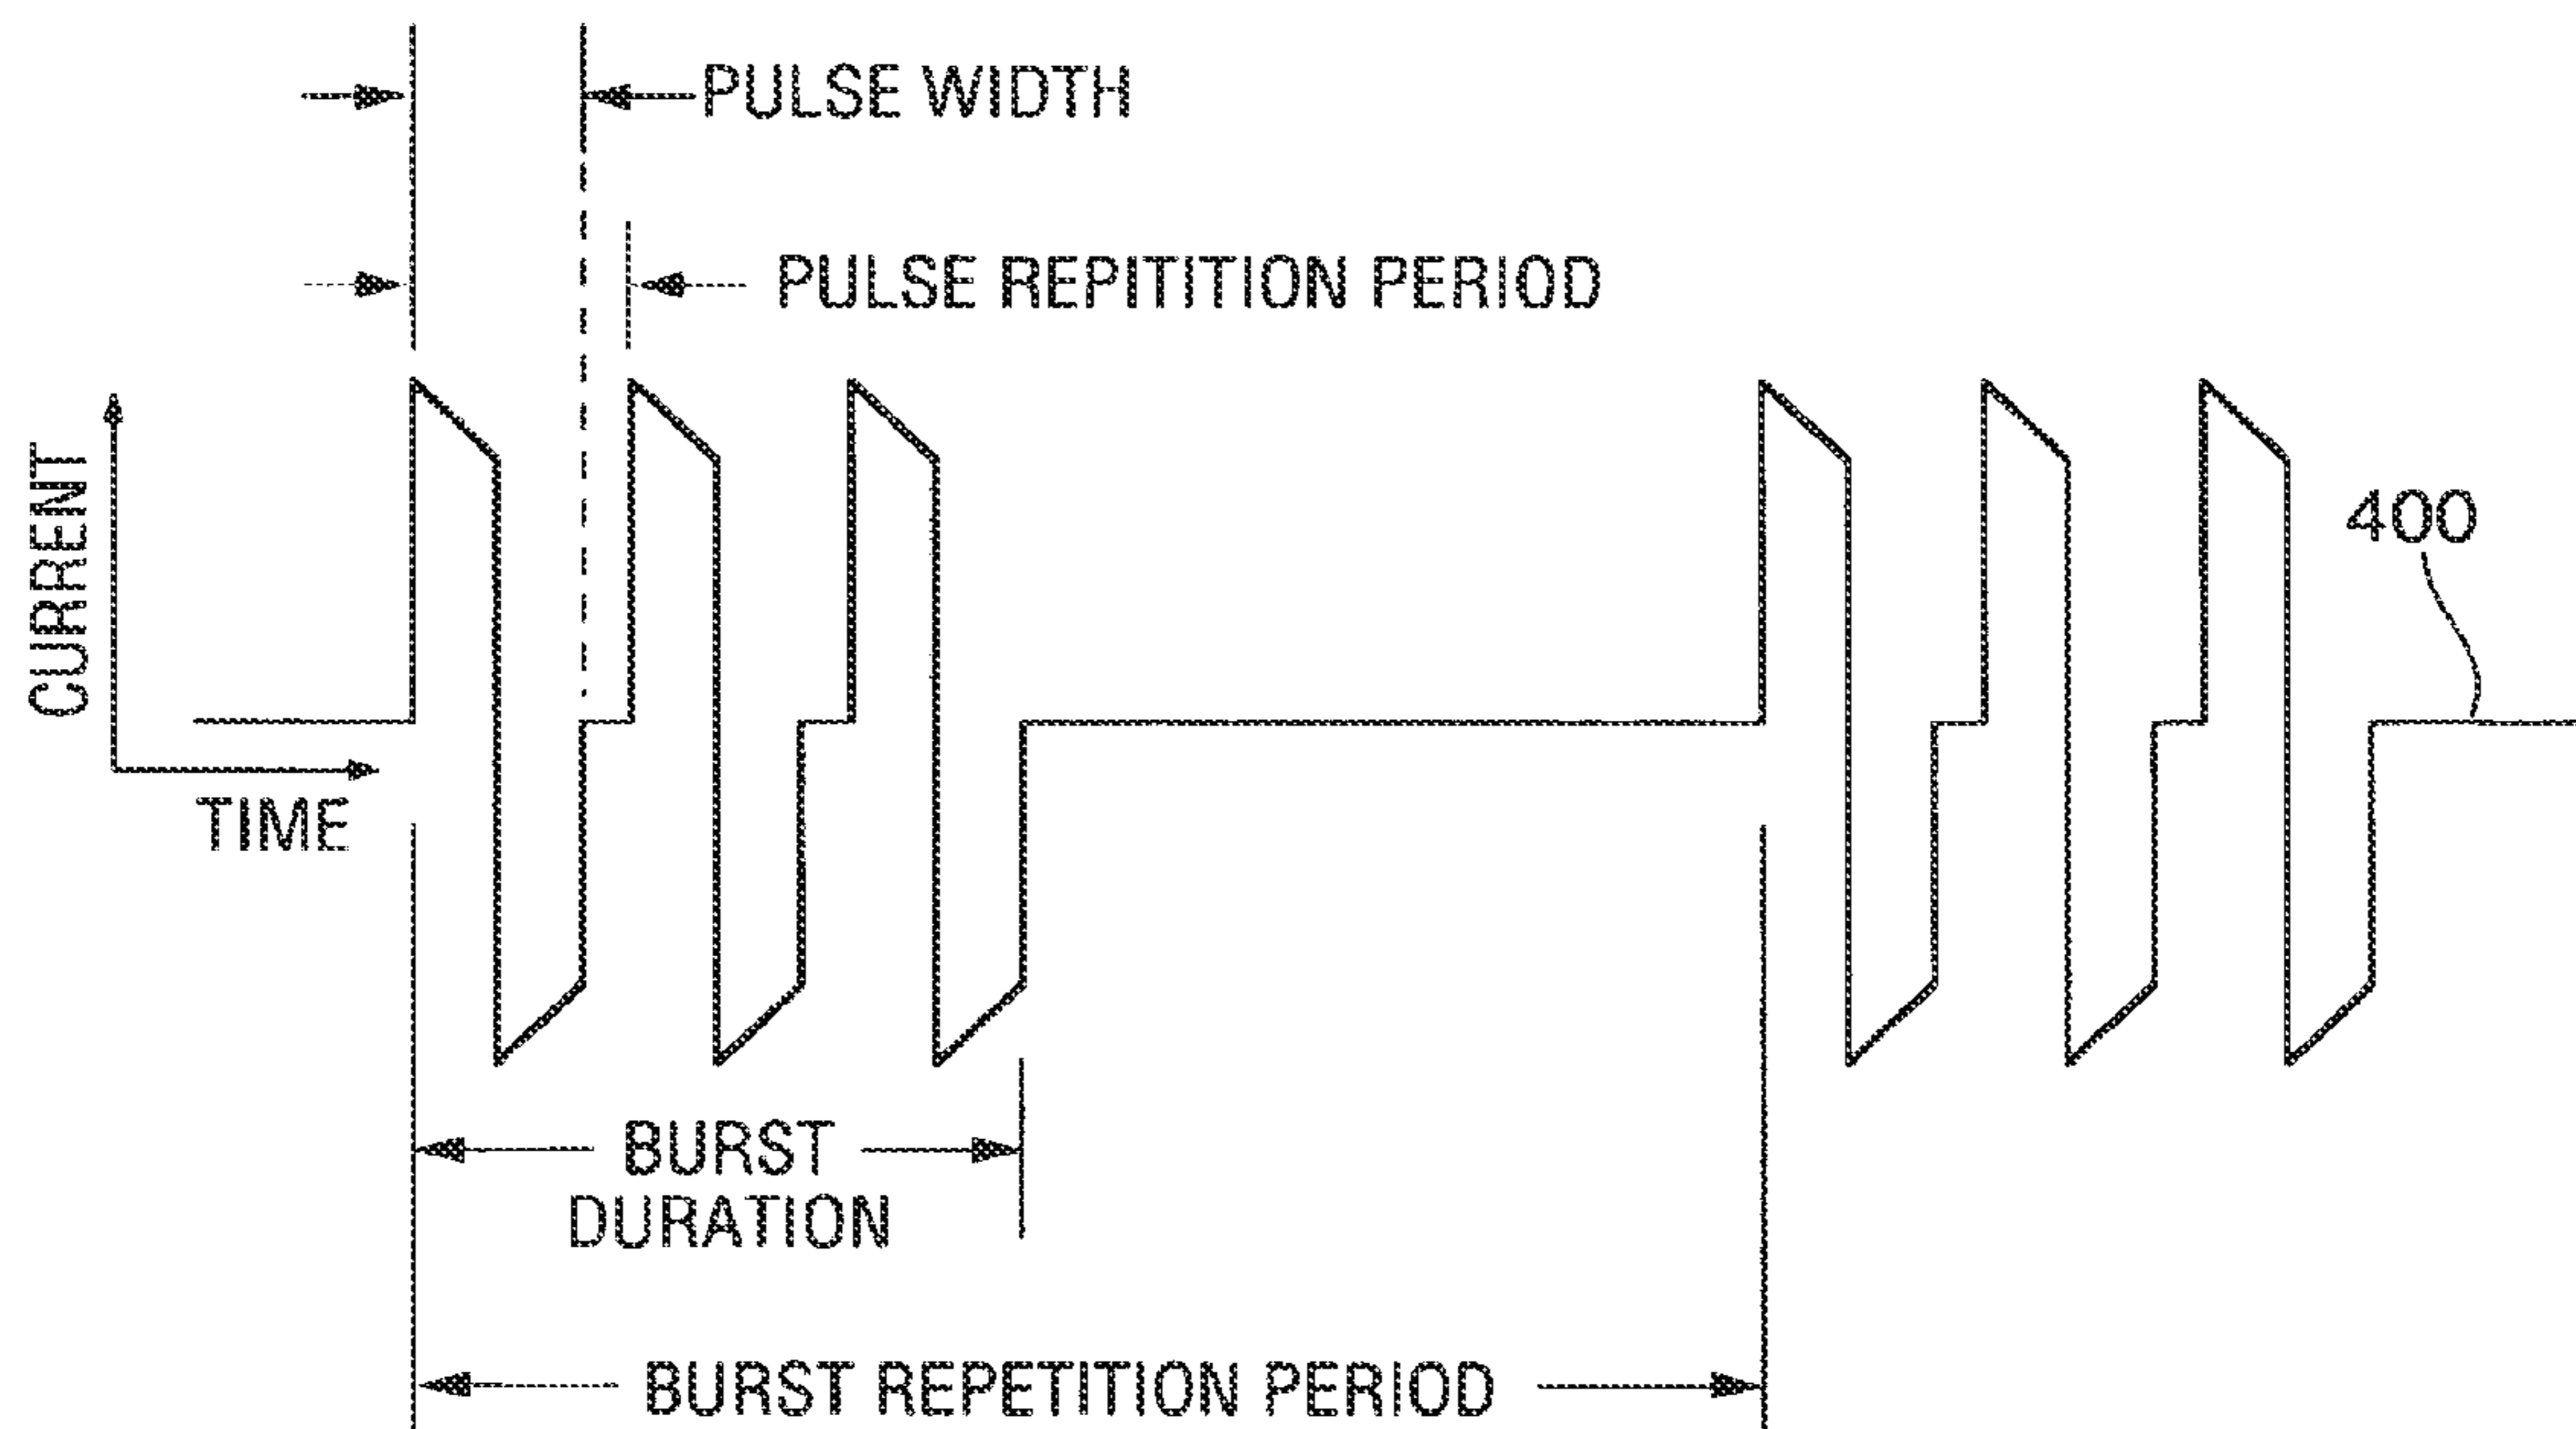 PULSE WIDTH
PULSE REPITITION PERIOD
CURRENT
400
TIME
BURST
DURATION
BURST REPETITION PERIOD